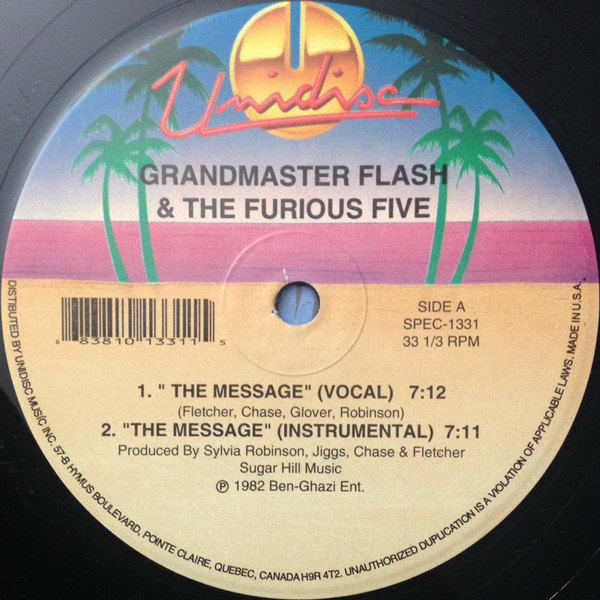 Unidisc
GRANDMASTER FLASH
& THE FURIOUS FIVE
6 83810 13311 5
SIDE A
SPEC-1331
33 1/3 RPM
1. " THE MESSAGE" (VOCAL) 7:12
(Fletcher, Chase, Glover, Robinson)
2. "THE MESSAGE" (INSTRUMENTAL) 7:11
Produced By Sylvia Robinson, Jiggs, Chase & Fletcher
Sugar Hill Music
℗ 1982 Ben-Ghazi Ent.
DISTRIBUTED BY UNIDISC MUSIC INC. 57-B HYMUS BOULEVARD, POINTE CLAIRE, QUEBEC, CANADA H9R 4T2. UNAUTHORIZED DUPLICATION IS A VIOLATION OF APPLICABLE LAWS. MADE IN U.S.A.